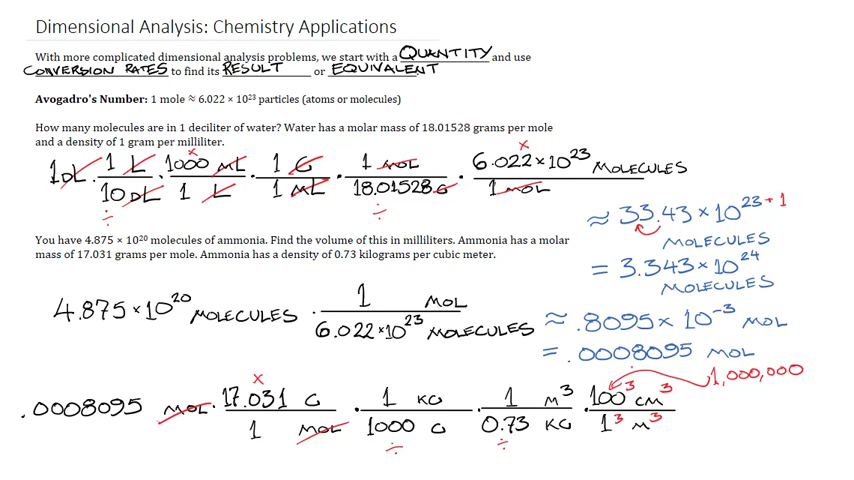 Dimensional Analysis: Chemistry Applications
With more complicated dimensional analysis problems, we start with a QUANTITY and use
CONVERSION RATES to find its RESULT or EQUIVALENT
Avogadro's Number: 1 mole ≈ 6.022 × 10²³ particles (atoms or molecules)
How many molecules are in 1 deciliter of water? Water has a molar mass of 18.01528 grams per mole
and a density of 1 gram per milliliter.
1DL · 1 L / 10 DL · 1000 ML / 1 L · 1 G / 1 ML · 1 MOL / 18.01528 G · 6.022 × 10²³ MOLECULES / 1 MOL
× ×
÷ ÷
≈ 33.43 × 10²³⁺¹
MOLECULES
= 3.343 × 10²⁴
MOLECULES
You have 4.875 × 10²⁰ molecules of ammonia. Find the volume of this in milliliters. Ammonia has a molar
mass of 17.031 grams per mole. Ammonia has a density of 0.73 kilograms per cubic meter.
4.875 × 10²⁰ MOLECULES · 1 MOL / 6.022 × 10²³ MOLECULES
≈ .8095 × 10⁻³ MOL
= .0008095 MOL
1,000,000
.0008095 MOL · 17.031 G / 1 MOL · 1 KG / 1000 G · 1 M³ / 0.73 KG · 100³ CM³ / 1³ M³
×
÷ ÷